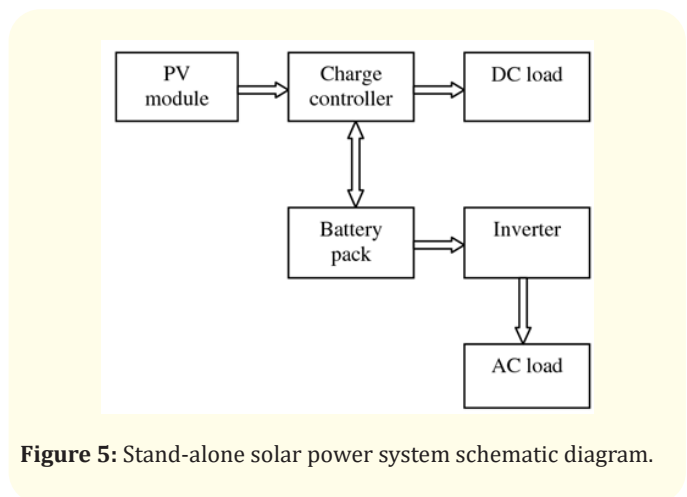 PV
module
Charge
controller
DC load
Battery
pack
Inverter
AC load
Figure 5: Stand-alone solar power system schematic diagram.